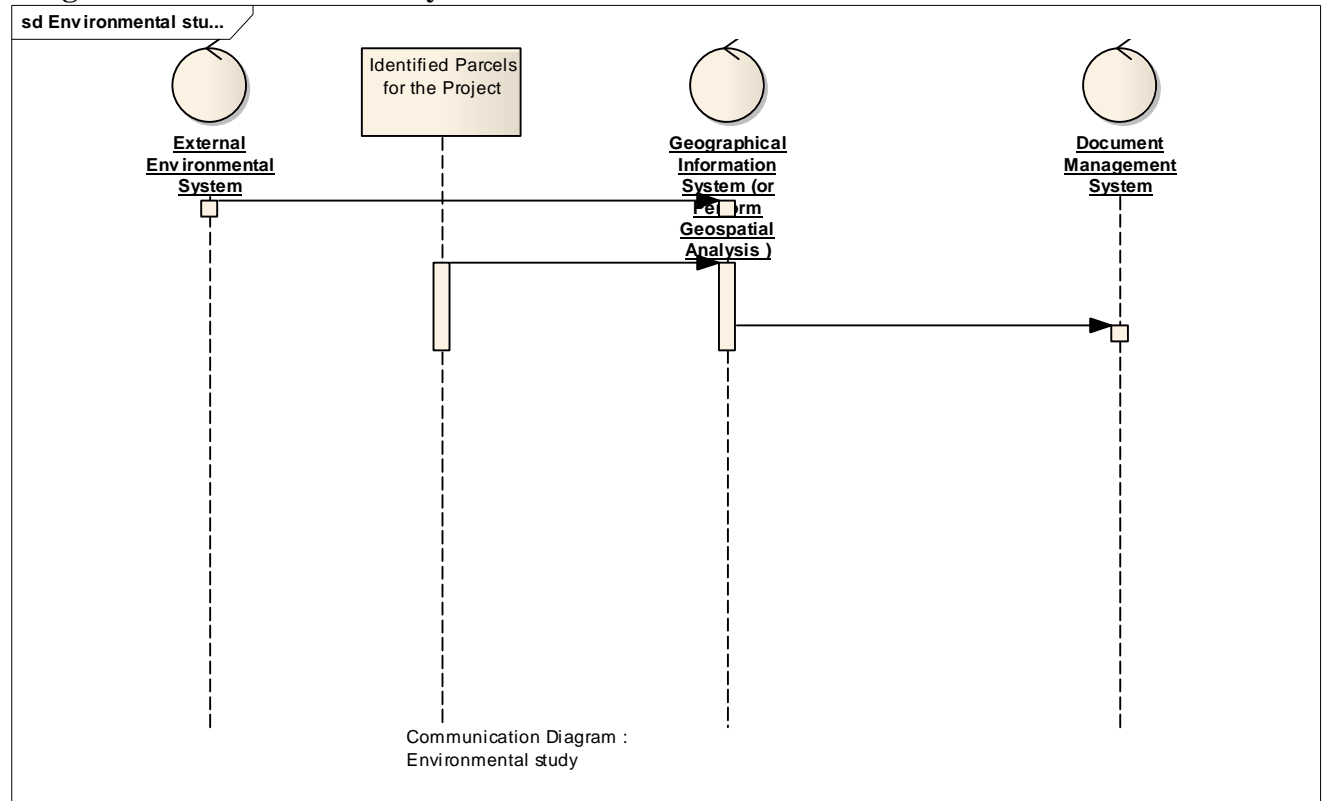 sd Environmental stu...
External
Environmental
System
Identified Parcels
for the Project
Geographical
Information
System (or
Perform
Geospatial
Analysis )
Document
Management
System
Communication Diagram :
Environmental study